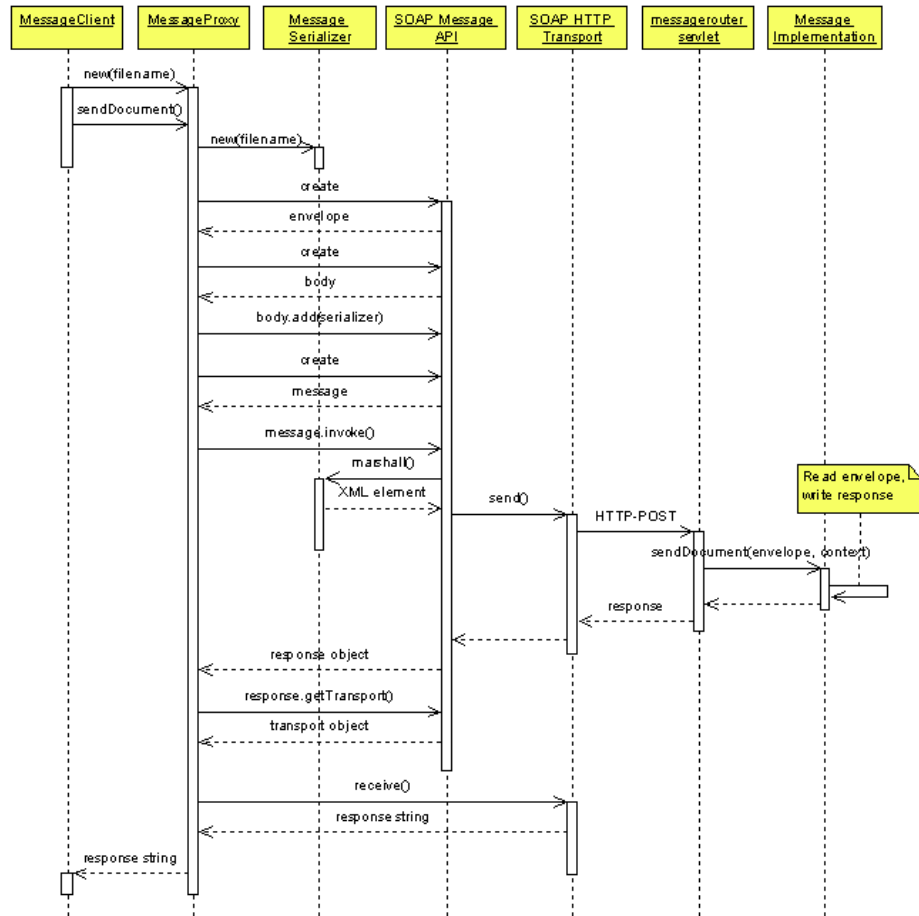 MessageClient
MessageProxy
Message
Serializer
SOAP Message
API
SOAP HTTP
Transport
messagerouter
servlet
Message
Implementation
new(filename)
sendDocument()
new(filename)
create
envelope
create
body
body.add(serializer)
create
message
message.invoke()
marshall()
XML element
send()
HTTP-POST
Read envelope,
write response
sendDocument(envelope, context)
response
response object
response.getTransport()
transport object
receive()
response string
response string